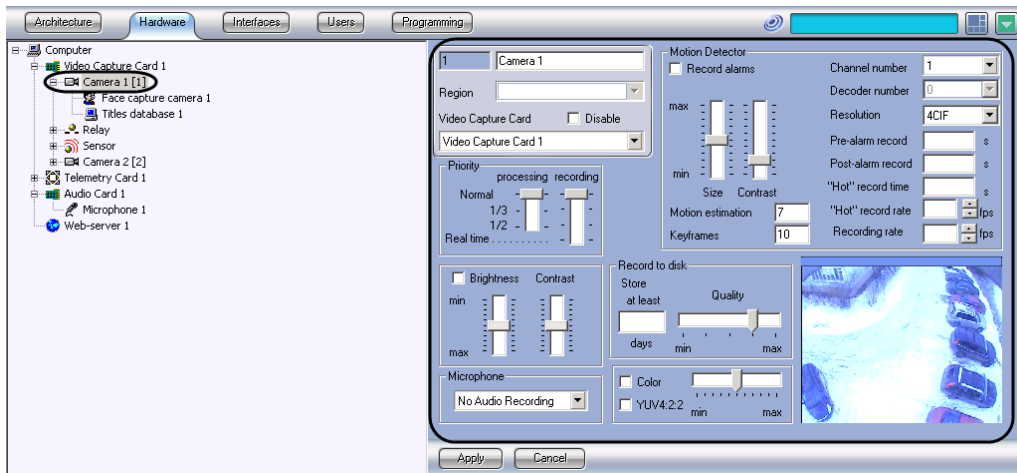 Architecture Hardware Interfaces Users Programming
Computer
Video Capture Card 1
Camera 1 [1]
Face capture camera 1
Titles database 1
Relay
Sensor
Camera 2 [2]
Telemetry Card 1
Audio Card 1
Microphone 1
Web-server 1
1 Camera 1
Region
Video Capture Card Disable
Video Capture Card 1
Priority
processing recording
Normal
1/3
1/2
Real time
Motion Detector
Record alarms
max
min
Size Contrast
Motion estimation 7
Keyframes 10
Channel number 1
Decoder number 0
Resolution 4CIF
Pre-alarm record s
Post-alarm record s
"Hot" record time s
"Hot" record rate fps
Recording rate fps
Brightness Contrast
min
max
Record to disk
Store
at least
days
Quality
min max
Microphone
No Audio Recording
Color
YUV4:2:2
min max
Apply Cancel